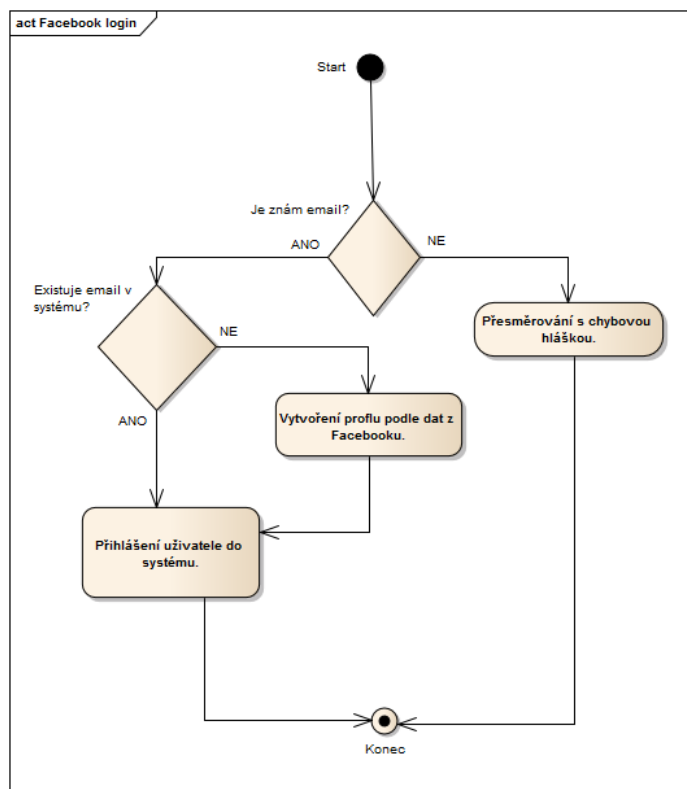 act Facebook login
Start
Je znám email?
ANO
NE
Existuje email v
systému?
NE
Přesměrování s chybovou
hláškou.
Vytvoření proflu podle dat z
Facebooku.
ANO
Přihlášení uživatele do
systému.
Konec